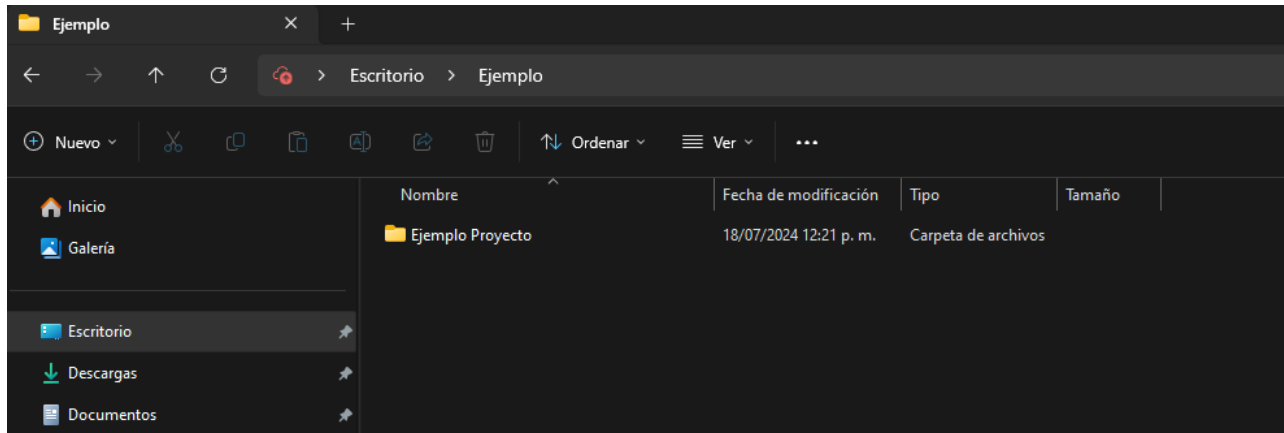 Ejemplo
Escritorio > Ejemplo
Nuevo Ordenar Ver
Inicio
Galería
Escritorio
Descargas
Documentos
Nombre Fecha de modificación Tipo Tamaño
Ejemplo Proyecto 18/07/2024 12:21 p. m. Carpeta de archivos